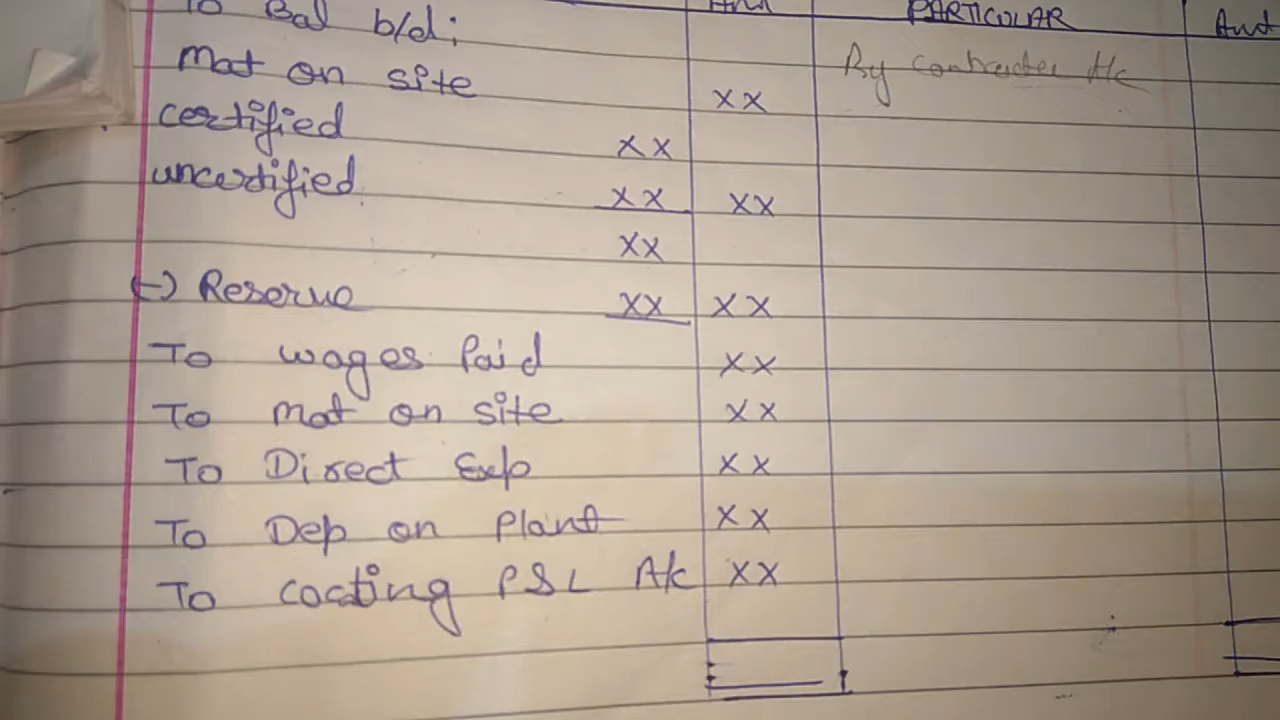 To Bal b/d; Amt PARTICULAR Amt
Mat on site xx By Contractee A/c
certified xx
uncertified xx xx
xx
(-) Reserve xx xx
To wages Paid xx
To mat on site xx
To Direct Exp xx
To Dep on Plant xx
To costing P&L A/c xx